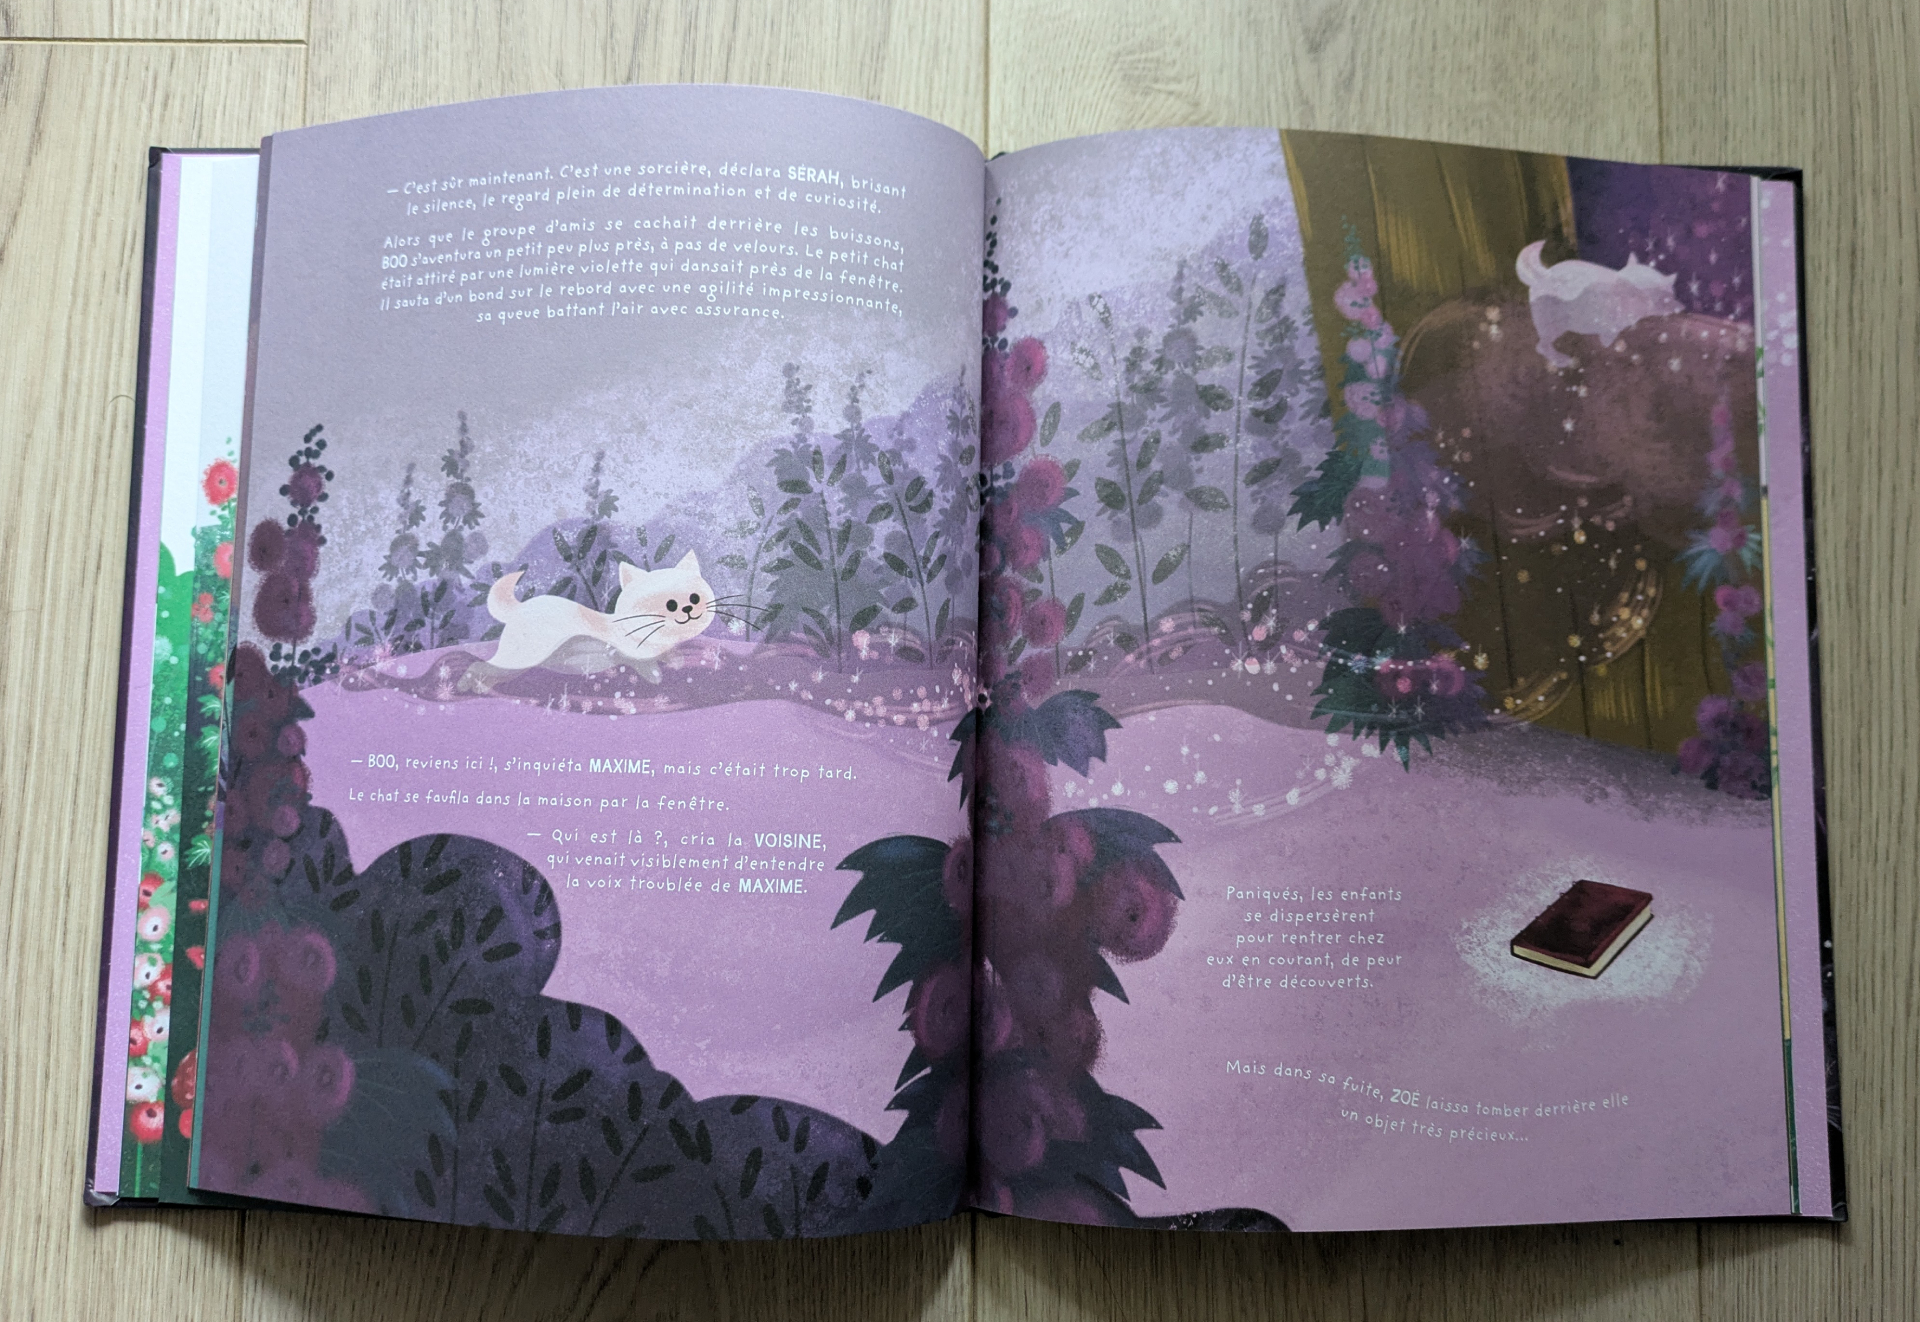 — C'est sûr maintenant. C'est une sorcière, déclara SÉRAH, brisant
le silence, le regard plein de détermination et de curiosité.
Alors que le groupe d'amis se cachait derrière les buissons,
BOO s'aventura un petit peu plus près, à pas de velours. Le petit chat
était attiré par une lumière violette qui dansait près de la fenêtre.
Il sauta d'un bond sur le rebord avec une agilité impressionnante,
sa queue battant l'air avec assurance.
— BOO, reviens ici !, s'inquiéta MAXIME, mais c'était trop tard.
Le chat se faufila dans la maison par la fenêtre.
— Qui est là ?, cria la VOISINE,
qui venait visiblement d'entendre
la voix troublée de MAXIME.
Paniqués, les enfants
se dispersèrent
pour rentrer chez
eux en courant, de peur
d'être découverts.
Mais dans sa fuite, ZOÉ laissa tomber derrière elle
un objet très précieux...